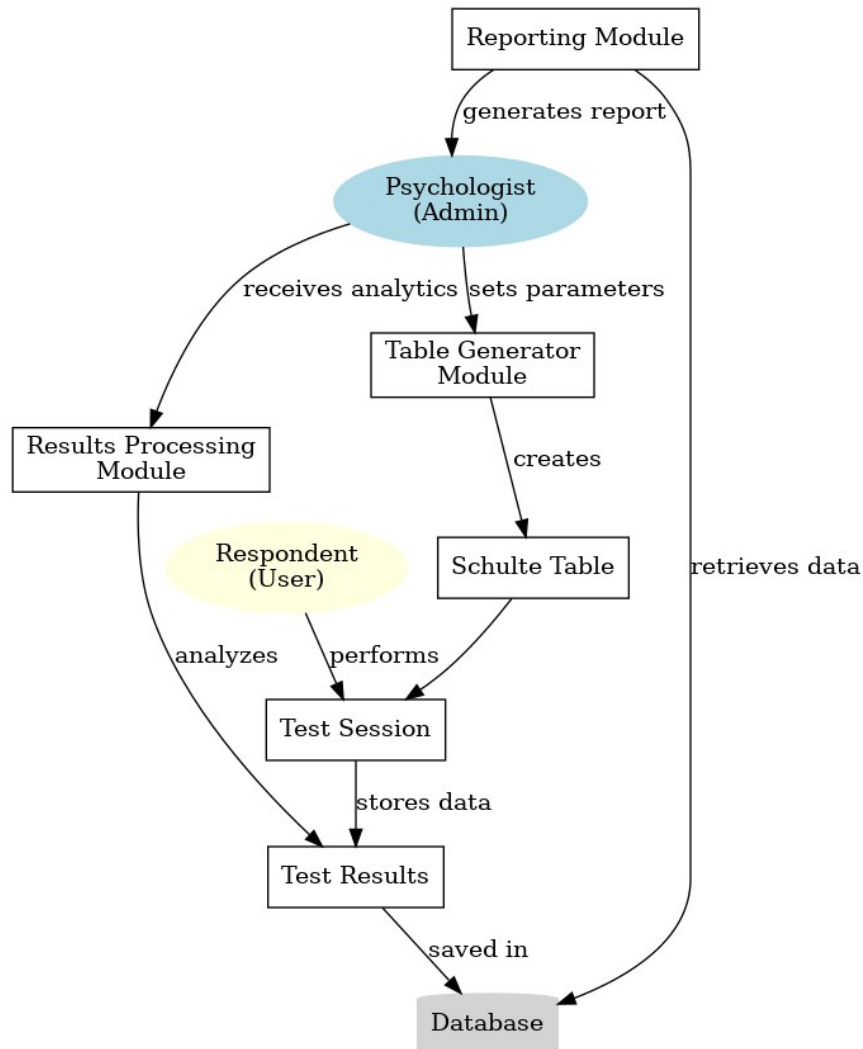 Reporting Module
generates report
Psychologist
(Admin)
receives analytics
sets parameters
Table Generator
Module
Results Processing
Module
creates
Respondent
(User)
Schulte Table
retrieves data
analyzes
performs
Test Session
stores data
Test Results
saved in
Database